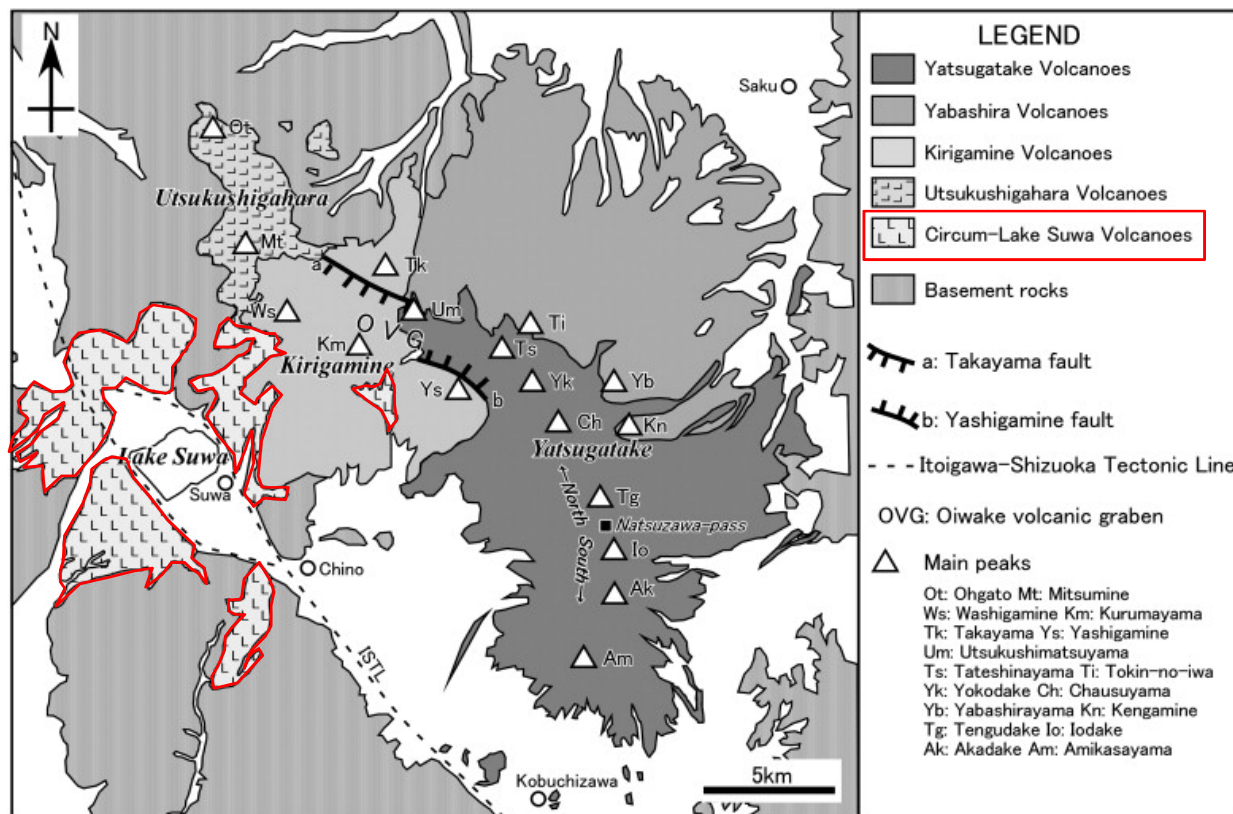 N
Saku
Ot
Utsukushigahara
Mt
a
Tk
Ws
Um
O V G
Ti
Km
Kirigamine
Ts
Ys
b
Yk
Yb
Ch
Kn
Yatsugatake
Lake Suwa
Suwa
←North
South→
Tg
Natsuzawa-pass
Io
Chino
Ak
ISTL
Am
Kobuchizawa
5km
LEGEND
Yatsugatake Volcanoes
Yabashira Volcanoes
Kirigamine Volcanoes
Utsukushigahara Volcanoes
Circum-Lake Suwa Volcanoes
Basement rocks
a: Takayama fault
b: Yashigamine fault
Itoigawa-Shizuoka Tectonic Line
OVG: Oiwake volcanic graben
Main peaks
Ot: Ohgato Mt: Mitsumine
Ws: Washigamine Km: Kurumayama
Tk: Takayama Ys: Yashigamine
Um: Utsukushimatsuyama
Ts: Tateshinayama Ti: Tokin-no-iwa
Yk: Yokodake Ch: Chausuyama
Yb: Yabashirayama Kn: Kengamine
Tg: Tengudake Io: Iodake
Ak: Akadake Am: Amikasayama